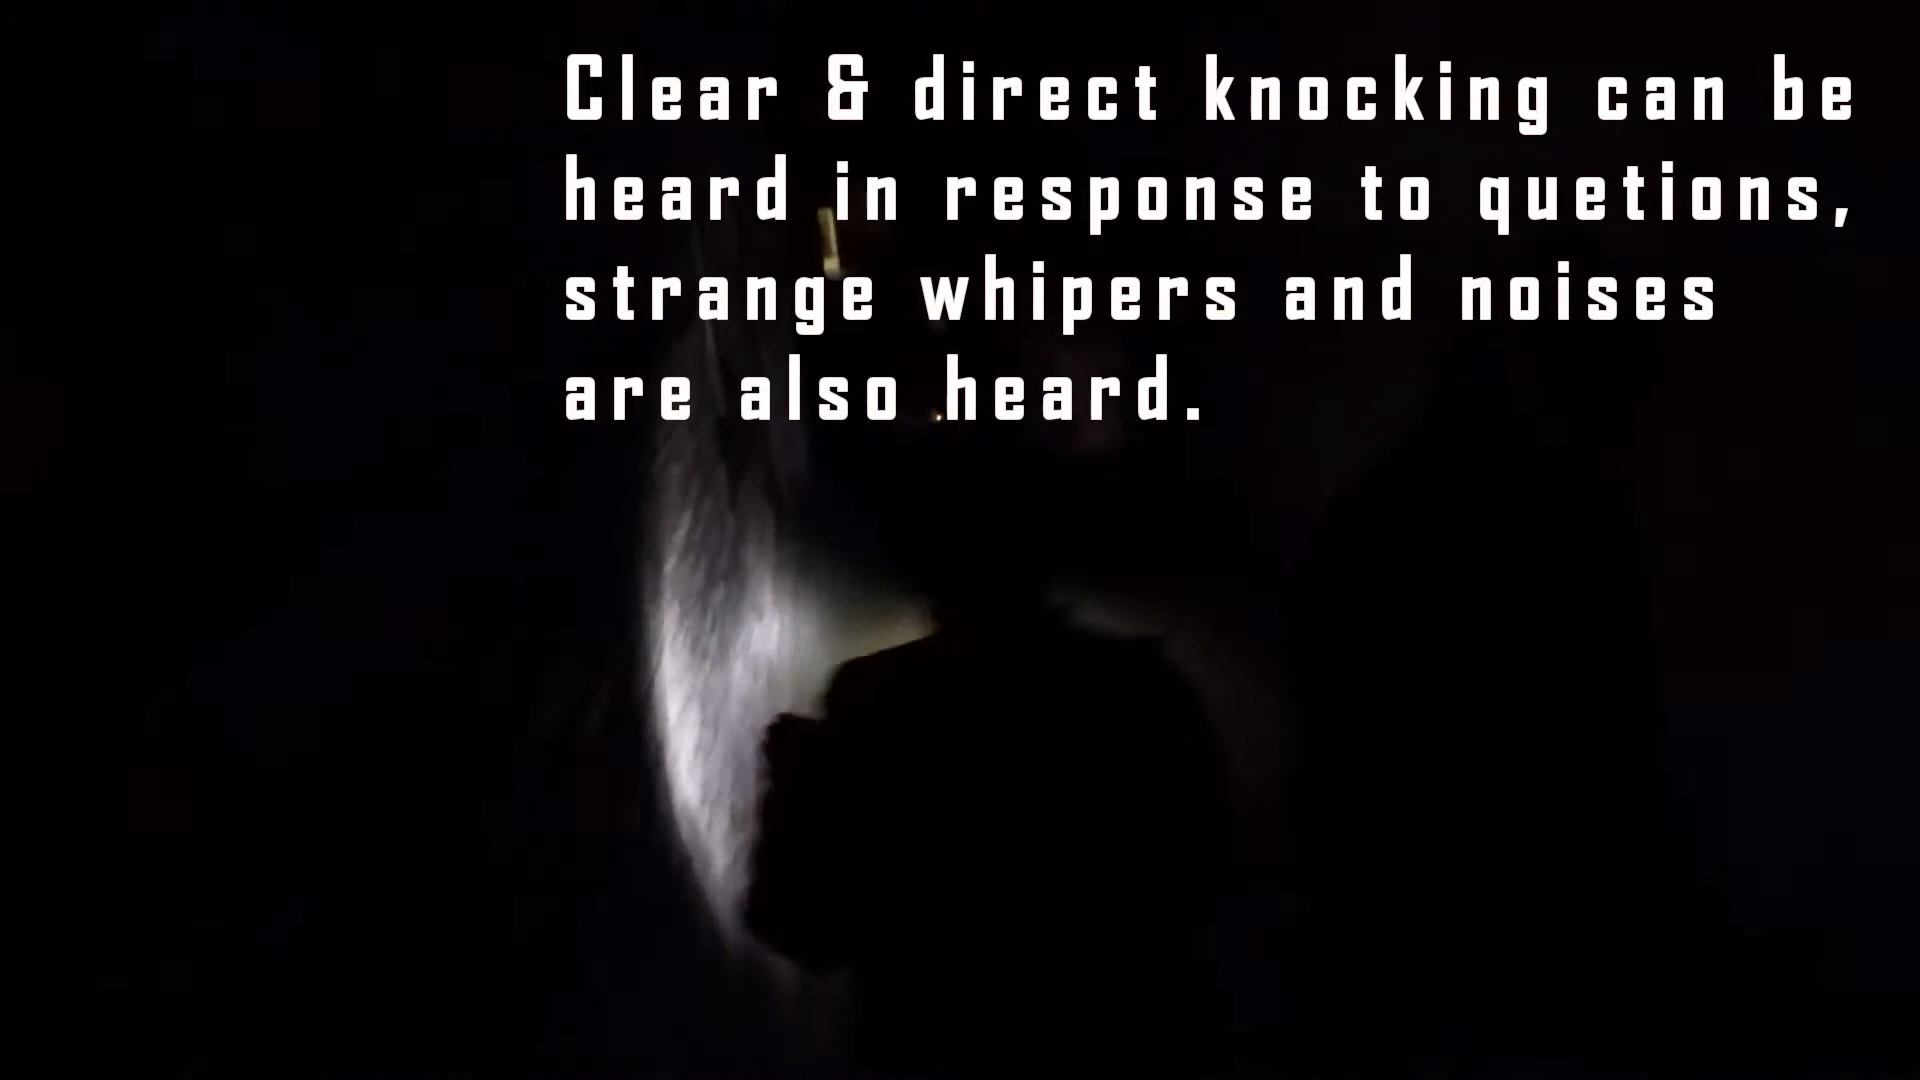 Clear & direct knocking can be
heard in response to quetions,
strange whipers and noises
are also heard.